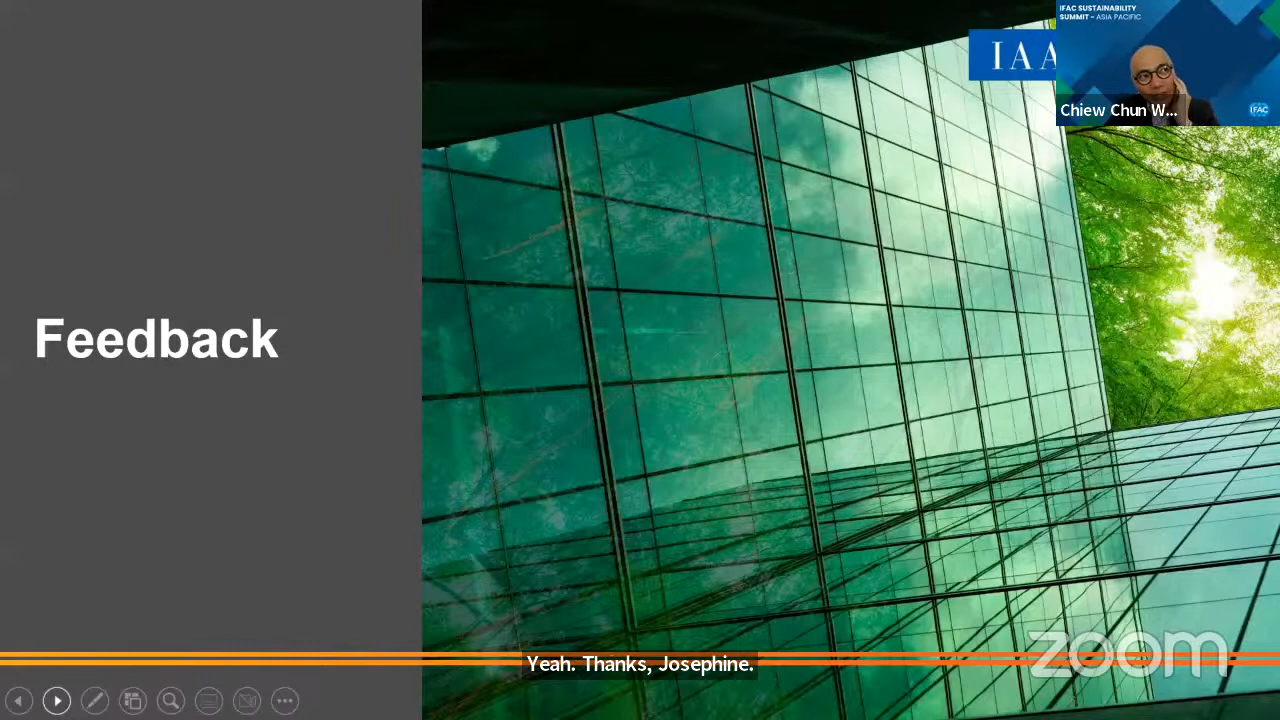 IFAC SUSTAINABILITY
SUMMIT - ASIA PACIFIC
IAA
Chiew Chun W...
IFAC
Feedback
Yeah. Thanks, Josephine.
zoom